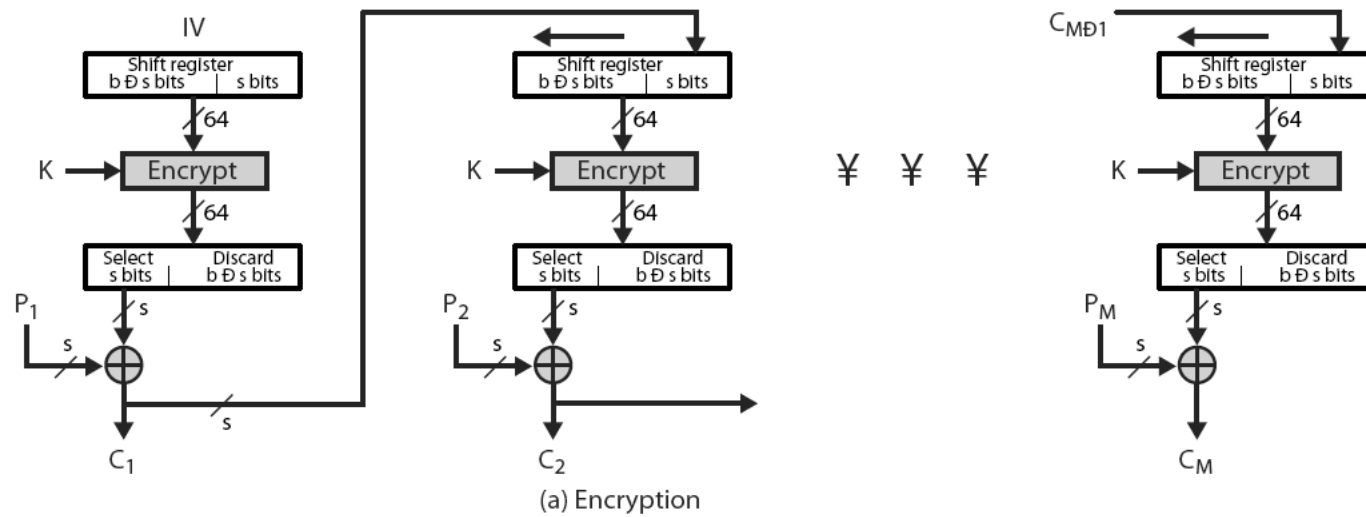 IV C_MĐ1
Shift register Shift register Shift register
b Đ s bits | s bits b Đ s bits | s bits b Đ s bits | s bits
64 64 64
K Encrypt K Encrypt ¥ ¥ ¥ K Encrypt
64 64 64
Select Discard Select Discard Select Discard
s bits | b Đ s bits s bits | b Đ s bits s bits | b Đ s bits
P1 s P2 s PM s
s s s
s
C1 C2 CM
(a) Encryption